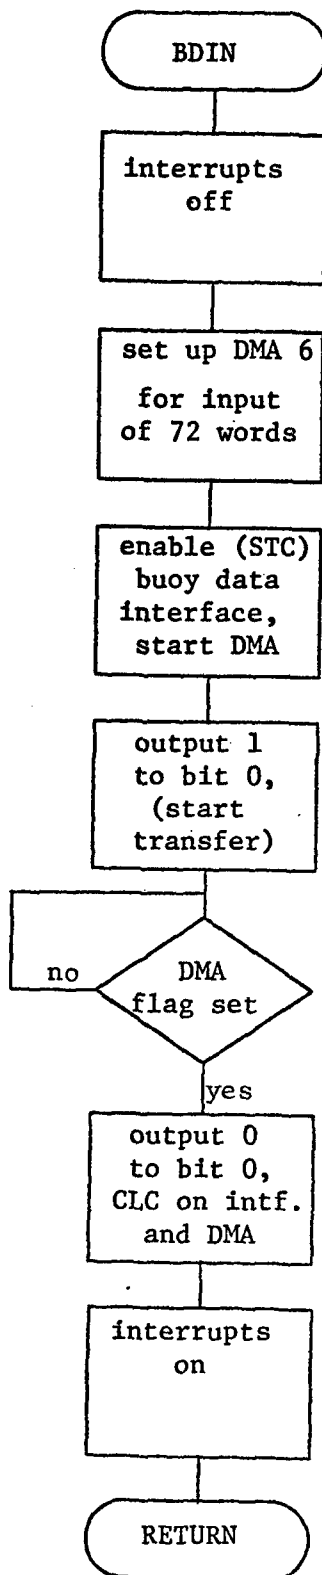 BDIN
interrupts
off
set up DMA 6
for input
of 72 words
enable (STC)
buoy data
interface,
start DMA
output 1
to bit 0,
(start
transfer)
no
DMA
flag set
yes
output 0
to bit 0,
CLC on intf.
and DMA
interrupts
on
RETURN